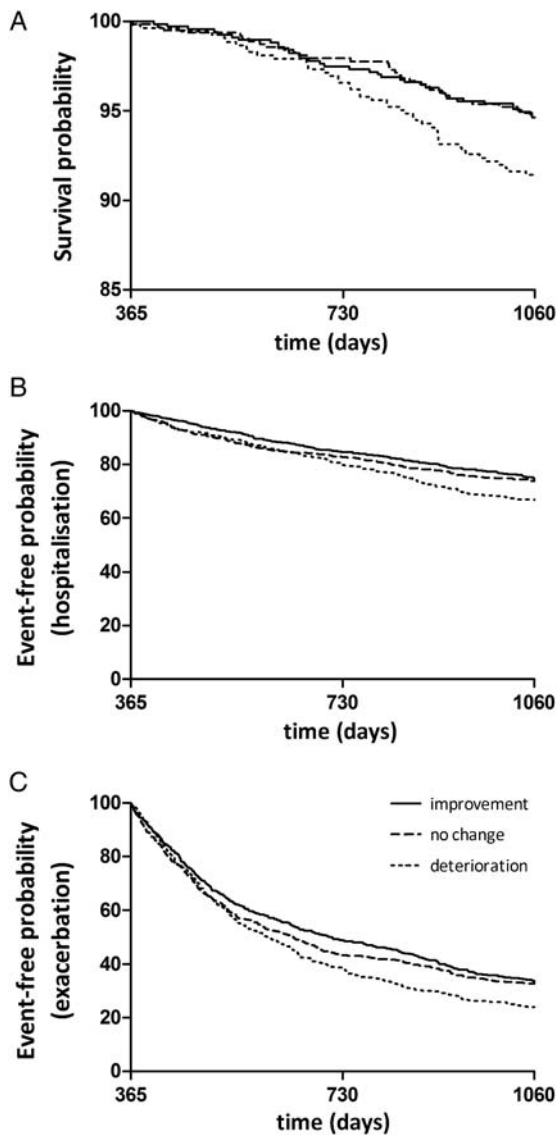 A
Survival probability
100
95
90
85
365
730
1060
time (days)
B
Event-free probability
(hospitalisation)
100
80
60
40
20
0
365
730
1060
time (days)
C
Event-free probability
(exacerbation)
100
80
60
40
20
0
improvement
no change
deterioration
365
730
1060
time (days)